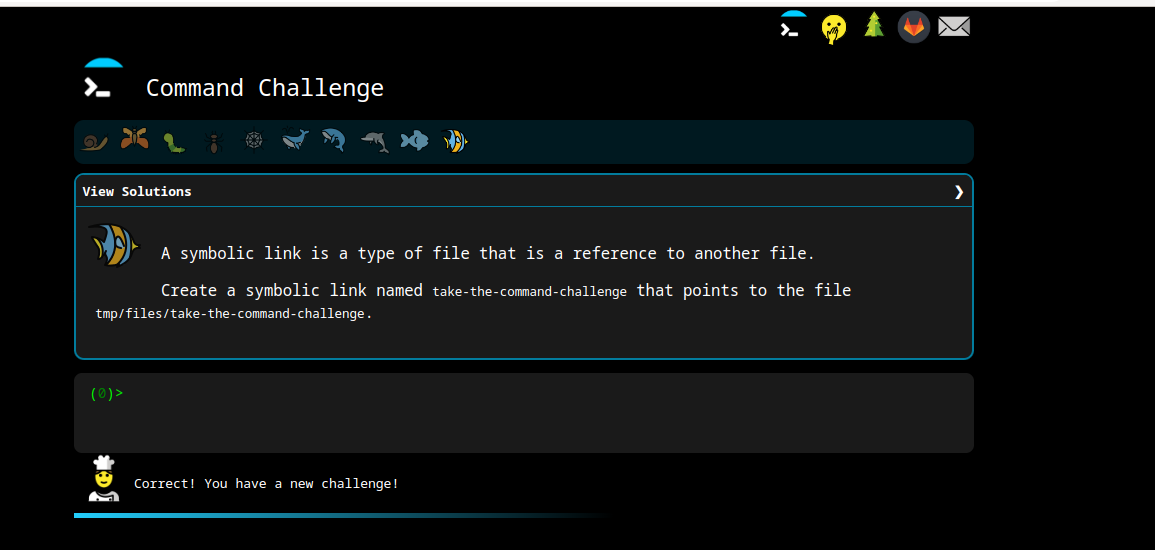 Command Challenge
View Solutions ❯
A symbolic link is a type of file that is a reference to another file.
Create a symbolic link named take-the-command-challenge that points to the file
tmp/files/take-the-command-challenge.
(0)>
Correct! You have a new challenge!